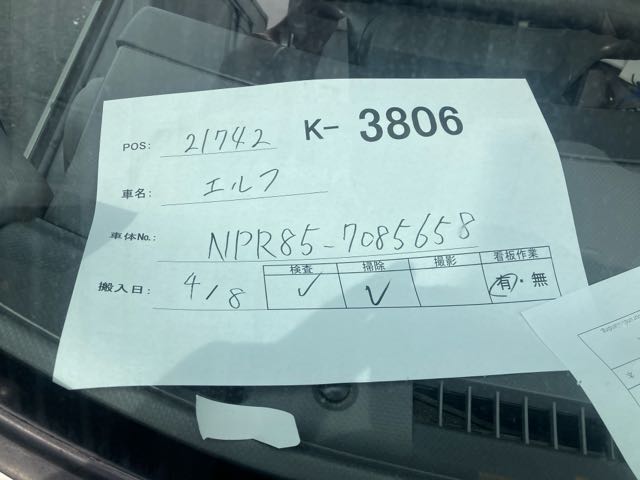 POS: 21742 K- 3806
車名: エルフ
車体No.: NPR85-7085658
検査 掃除 撮影 看板作業
搬入日: 4/8 ✓ ✓ 有・無